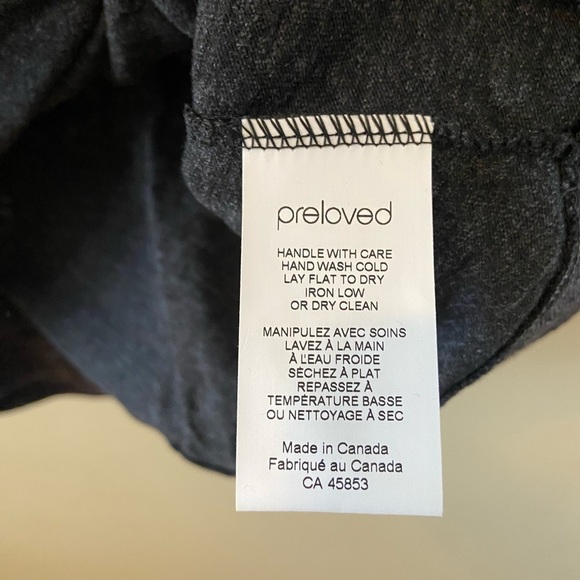 preloved
HANDLE WITH CARE
HAND WASH COLD
LAY FLAT TO DRY
IRON LOW
OR DRY CLEAN
MANIPULEZ AVEC SOINS
LAVEZ À LA MAIN
À L'EAU FROIDE
SÉCHEZ À PLAT
REPASSEZ À
TEMPÉRATURE BASSE
OU NETTOYAGE À SEC
Made in Canada
Fabriqué au Canada
CA 45853